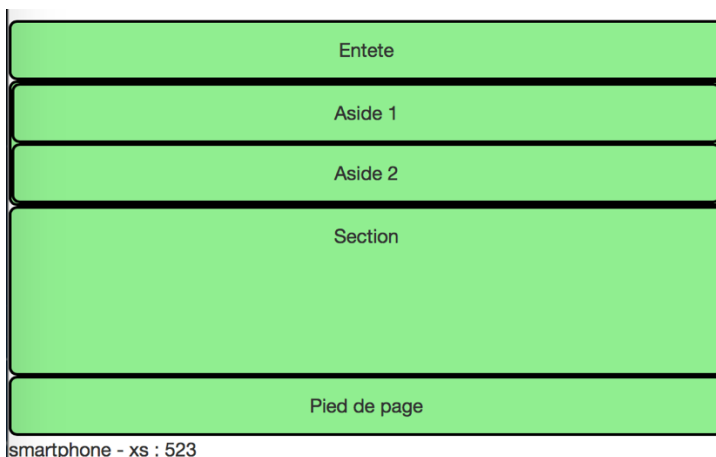 Entete
Aside 1
Aside 2
Section
Pied de page
smartphone - xs : 523